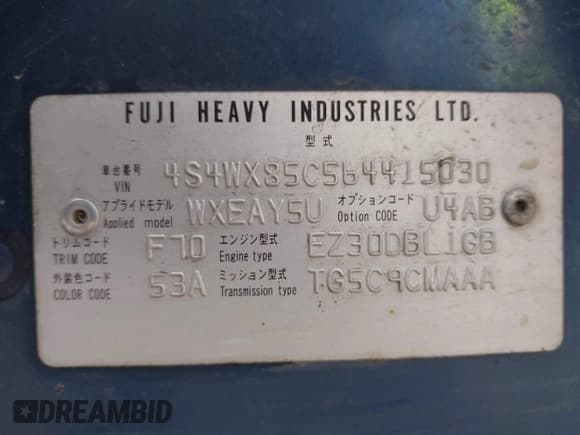 FUJI HEAVY INDUSTRIES LTD.
型式
車台番号
VIN 4S4WX85C564415030
アプライドモデル オプションコード
Applied model WXEAY5U Option CODE U4AB
トリムコード エンジン型式
TRIM CODE F70 Engine type EZ30DBL1GB
外装色コード ミッション型式
COLOR CODE 53A Transmission type TG5C9CMAAA
DREAMBID